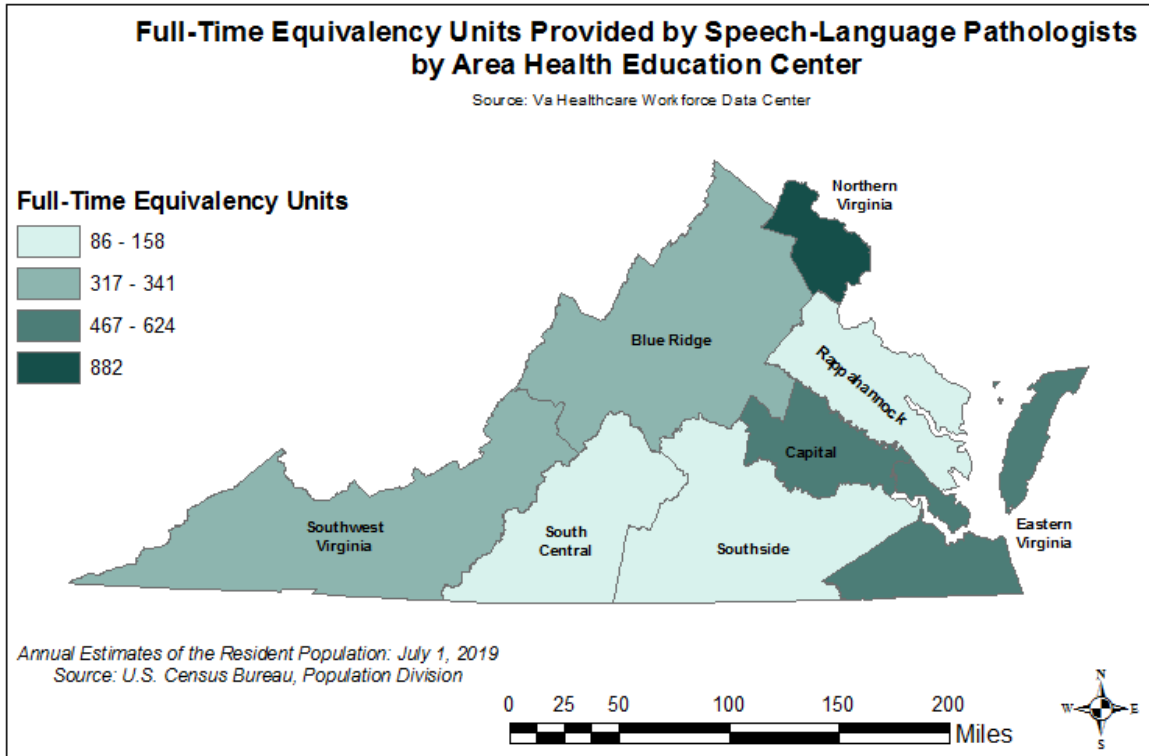 Full-Time Equivalency Units Provided by Speech-Language Pathologists
by Area Health Education Center
Source: Va Healthcare Workforce Data Center
Full-Time Equivalency Units
86 - 158
317 - 341
467 - 624
882
Northern
Virginia
Blue Ridge
Rappahannock
Capital
Southwest
Virginia
South
Central
Southside
Eastern
Virginia
Annual Estimates of the Resident Population: July 1, 2019
Source: U.S. Census Bureau, Population Division
0 25 50 100 150 200
Miles
N
W E
S